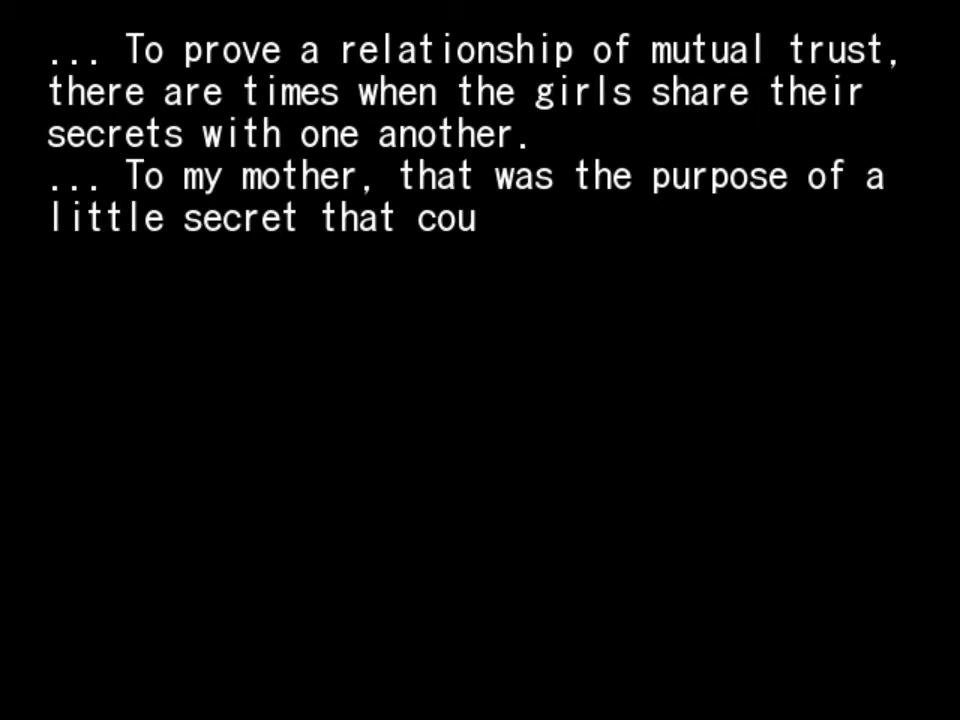 ... To prove a relationship of mutual trust,
there are times when the girls share their
secrets with one another.
... To my mother, that was the purpose of a
little secret that cou